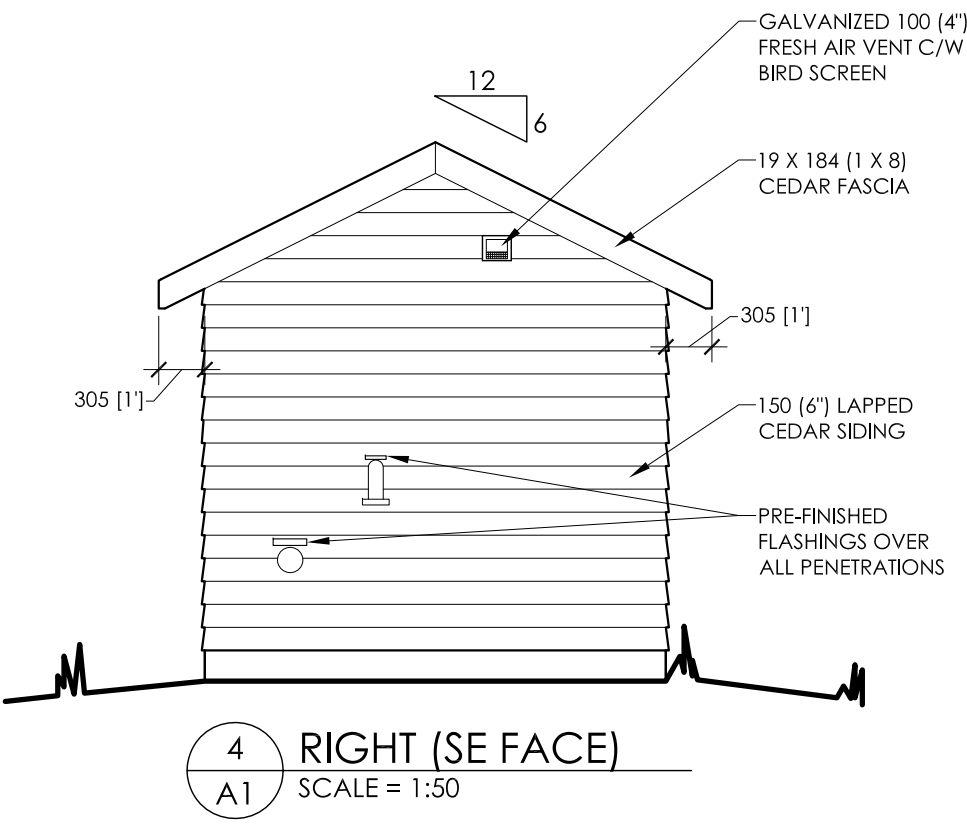 GALVANIZED 100 (4")
FRESH AIR VENT C/W
BIRD SCREEN
12
6
19 X 184 (1 X 8)
CEDAR FASCIA
305 [1']
305 [1']
150 (6") LAPPED
CEDAR SIDING
PRE-FINISHED
FLASHINGS OVER
ALL PENETRATIONS
4
A1
RIGHT (SE FACE)
SCALE = 1:50